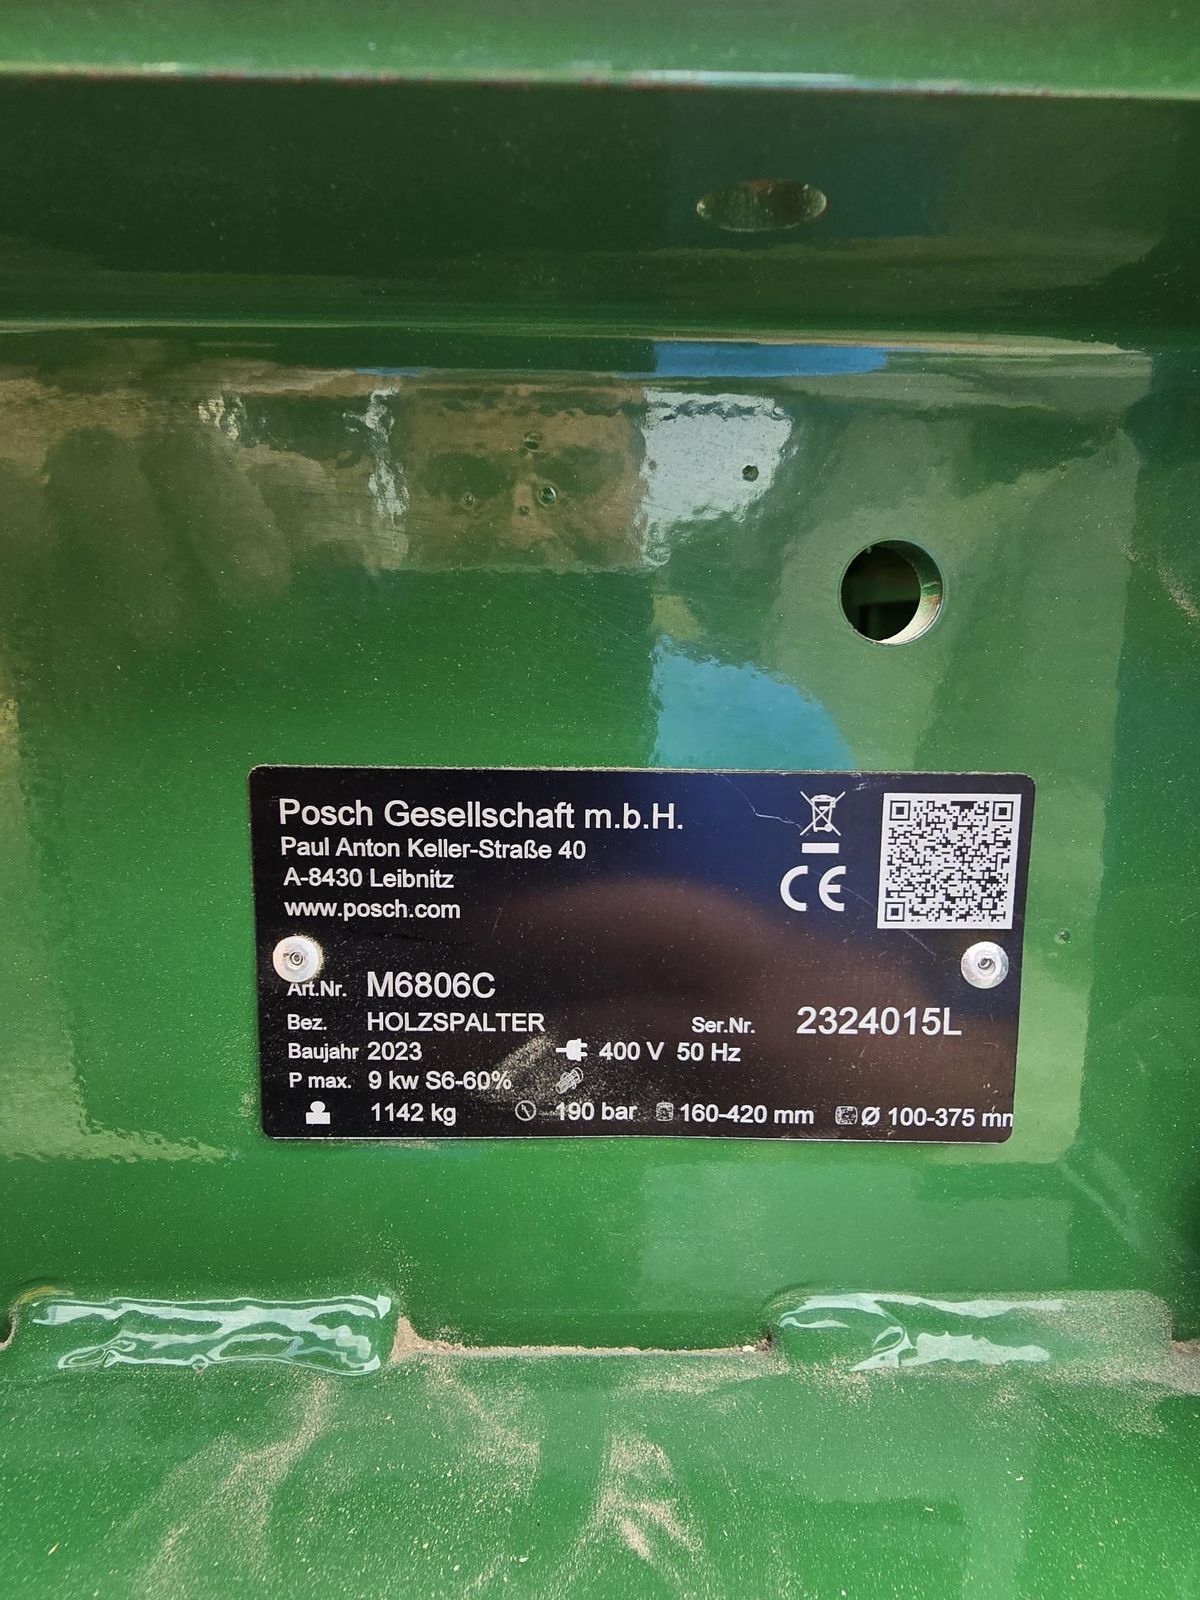 Posch Gesellschaft m.b.H.
Paul Anton Keller-Straße 40
A-8430 Leibnitz
www.posch.com
CE
Art.Nr. M6806C
Bez. HOLZSPALTER Ser.Nr. 2324015L
Baujahr 2023 400 V 50 Hz
P max. 9 kw S6-60%
1142 kg 190 bar 160-420 mm Ø 100-375 mm